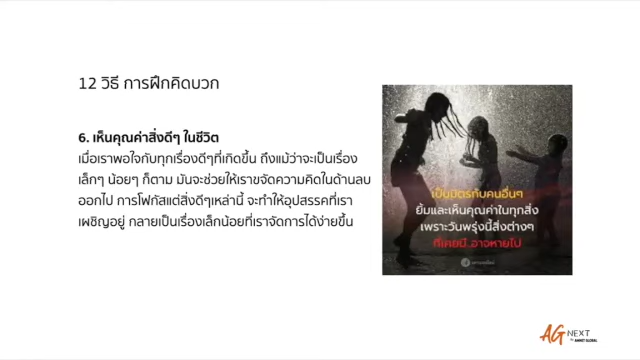 12 วิธี การฝึกคิดบวก
6. เห็นคุณค่าสิ่งดีๆ ในชีวิต
เมื่อเราพอใจกับทุกเรื่องดีๆที่เกิดขึ้น ถึงแม้ว่าจะเป็นเรื่อง
เล็กๆ น้อยๆ ก็ตาม มันจะช่วยให้เราขจัดความคิดในด้านลบ
ออกไป การโฟกัสแต่สิ่งดีๆเหล่านี้ จะทำให้อุปสรรคที่เรา
เผชิญอยู่ กลายเป็นเรื่องเล็กน้อยที่เราจัดการได้ง่ายขึ้น
เป็นมิตรกับคนอื่นๆ
ยิ้มและเห็นคุณค่าในทุกสิ่ง
เพราะวันพรุ่งนี้สิ่งต่างๆ
ที่เคยมี..อาจหายไป
AG NEXT
by AMNET GLOBAL